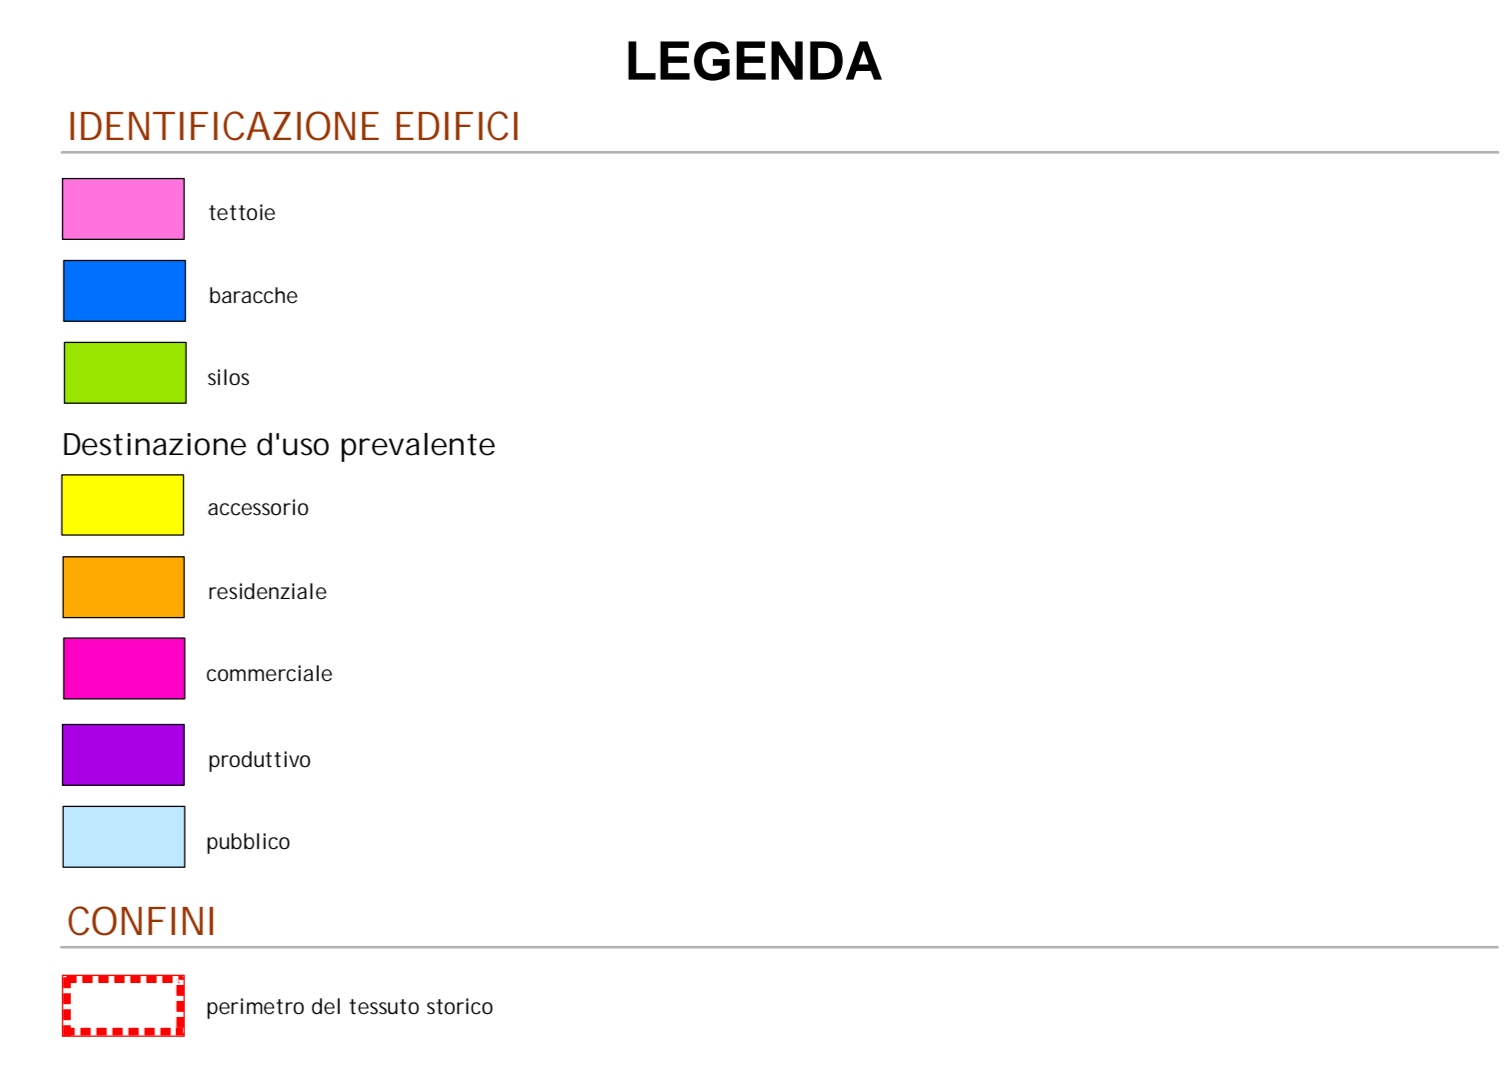 LEGENDA
IDENTIFICAZIONE EDIFICI
tettoie
baracche
silos
Destinazione d'uso prevalente
accessorio
residenziale
commerciale
produttivo
pubblico
CONFINI
perimetro del tessuto storico